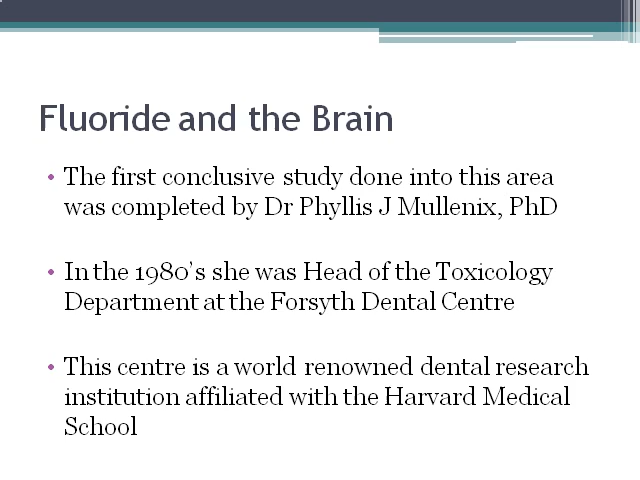 Fluoride and the Brain
• The first conclusive study done into this area
was completed by Dr Phyllis J Mullenix, PhD
• In the 1980's she was Head of the Toxicology
Department at the Forsyth Dental Centre
• This centre is a world renowned dental research
institution affiliated with the Harvard Medical
School